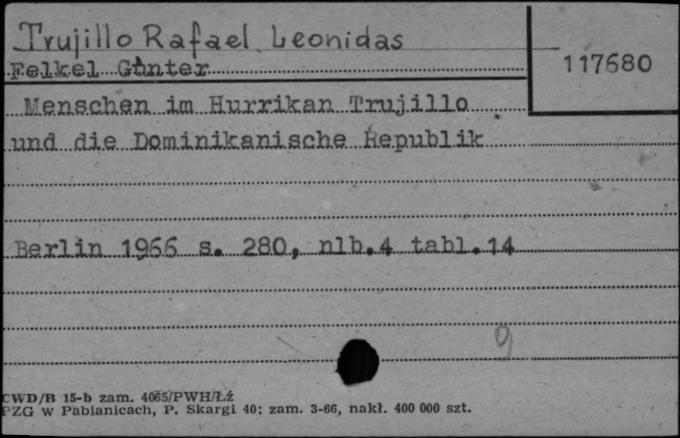 Trujillo Rafael Leonidas
117680
Felkel Günter
Menschen im Hurrikan Trujillo
und die Dominikanische Republik
Berlin 1966 s. 280, nlb.4 tabl.14
9
CWD/B 15-b zam. 4065/PWH/Łż
PZG w Pabianicach, P. Skargi 40; zam. 3-66, nakł. 400 000 szt.